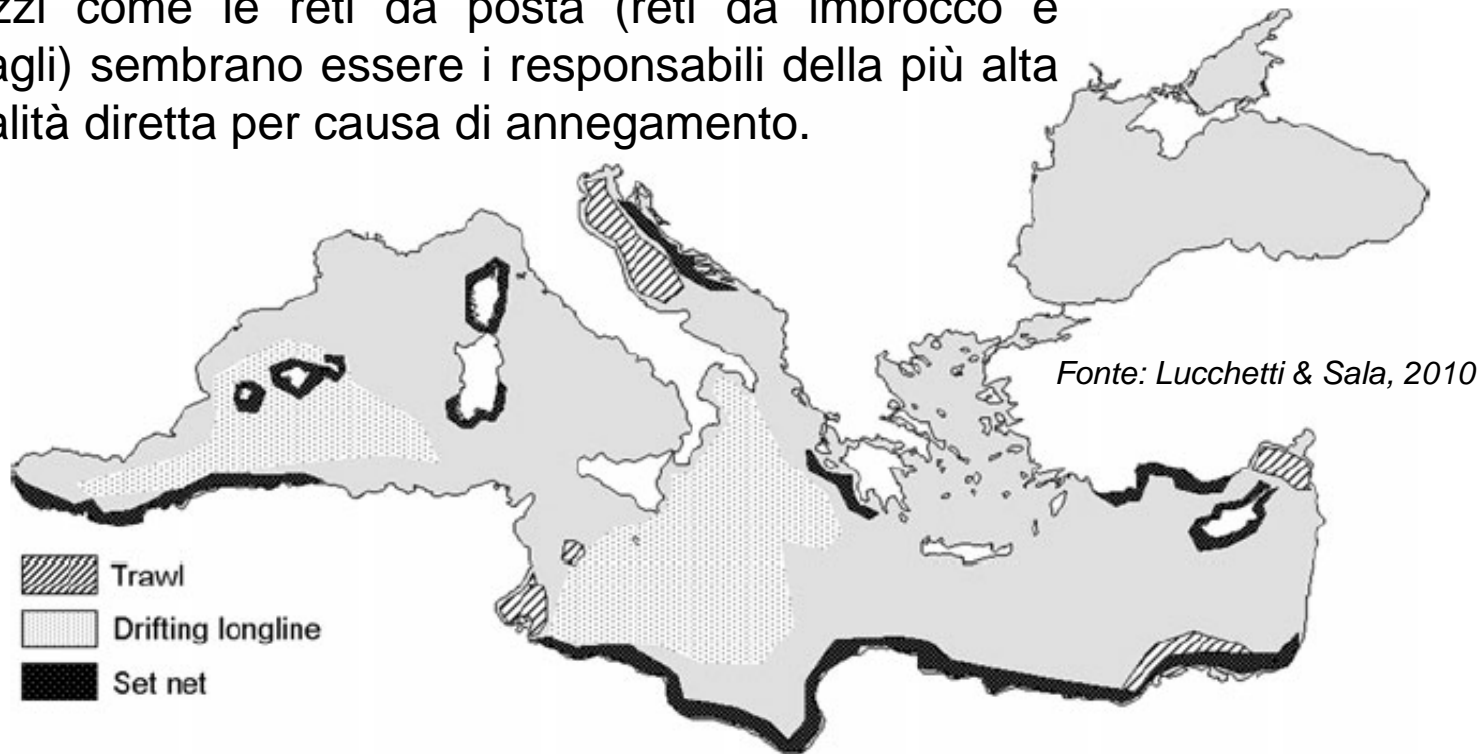 zzi come le reti da posta (reti da imbrocco e
agli) sembrano essere i responsabili della più alta
alità diretta per causa di annegamento.
Fonte: Lucchetti & Sala, 2010
Trawl
Drifting longline
Set net